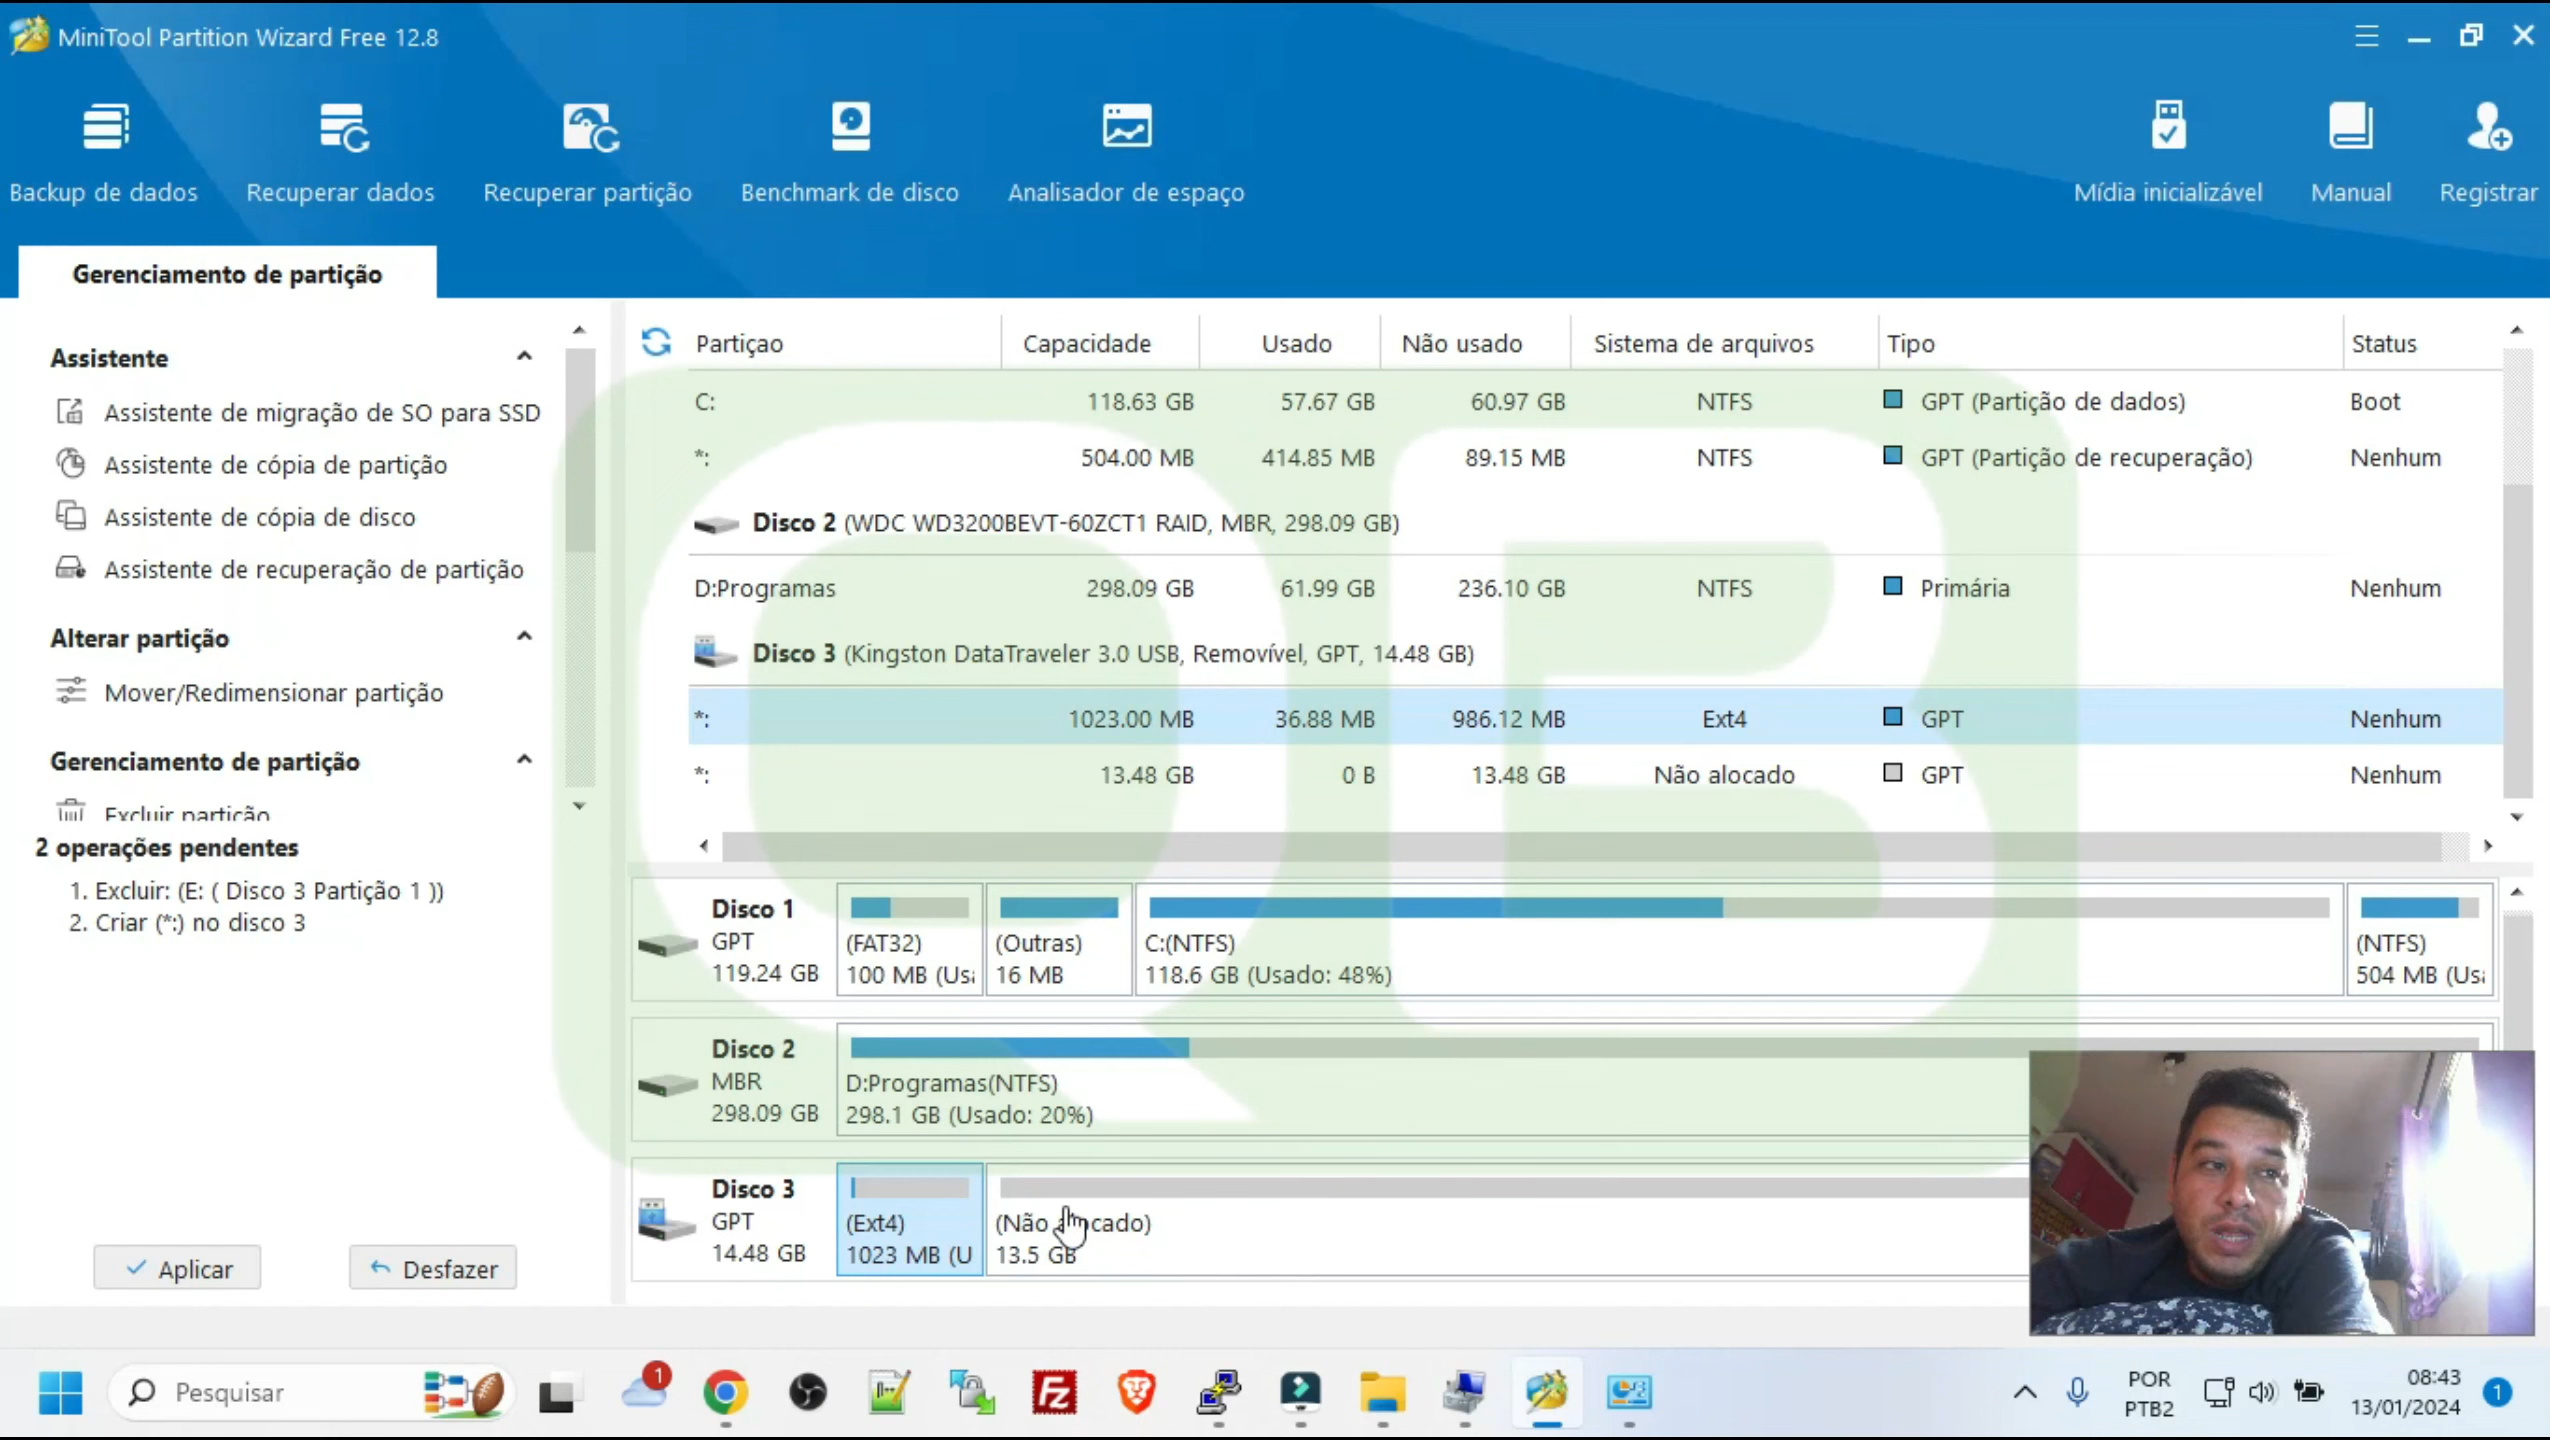 MiniTool Partition Wizard Free 12.8
Backup de dados
Recuperar dados
Recuperar partição
Benchmark de disco
Analisador de espaço
Mídia inicializável
Manual
Registrar
Gerenciamento de partição
Assistente
Assistente de migração de SO para SSD
Assistente de cópia de partição
Assistente de cópia de disco
Assistente de recuperação de partição
Alterar partição
Mover/Redimensionar partição
Gerenciamento de partição
Excluir partição
2 operações pendentes
1. Excluir: (E: ( Disco 3 Partição 1 ))
2. Criar (*:) no disco 3
Aplicar
Desfazer
Partiçao Capacidade Usado Não usado Sistema de arquivos Tipo Status
C: 118.63 GB 57.67 GB 60.97 GB NTFS GPT (Partição de dados) Boot
*: 504.00 MB 414.85 MB 89.15 MB NTFS GPT (Partição de recuperação) Nenhum
Disco 2 (WDC WD3200BEVT-60ZCT1 RAID, MBR, 298.09 GB)
D:Programas 298.09 GB 61.99 GB 236.10 GB NTFS Primária Nenhum
Disco 3 (Kingston DataTraveler 3.0 USB, Removível, GPT, 14.48 GB)
*: 1023.00 MB 36.88 MB 986.12 MB Ext4 GPT Nenhum
*: 13.48 GB 0 B 13.48 GB Não alocado GPT Nenhum
Disco 1
GPT
119.24 GB
(FAT32)
100 MB (Usa
(Outras)
16 MB
C:(NTFS)
118.6 GB (Usado: 48%)
(NTFS)
504 MB (Usa
Disco 2
MBR
298.09 GB
D:Programas(NTFS)
298.1 GB (Usado: 20%)
Disco 3
GPT
14.48 GB
(Ext4)
1023 MB (U
(Não alocado)
13.5 GB
Pesquisar
1
Fz
POR
PTB2
08:43
13/01/2024
1